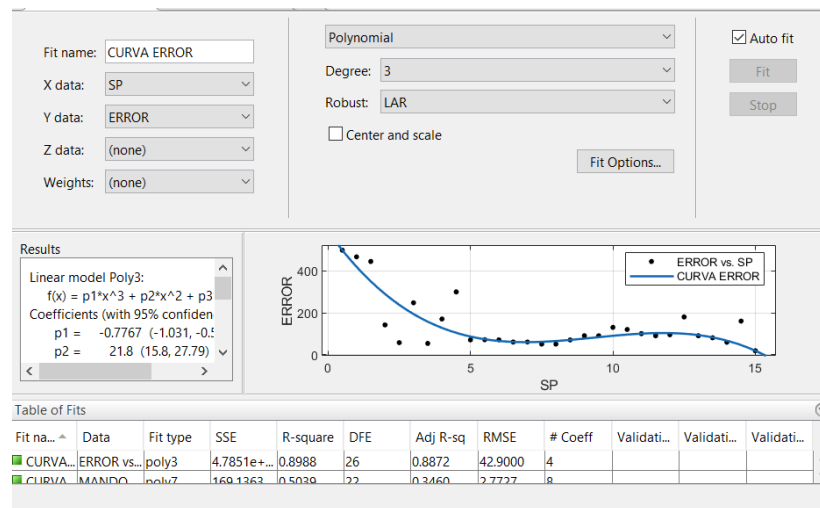 Fit name: CURVA ERROR
X data: SP
Y data: ERROR
Z data: (none)
Weights: (none)
Polynomial
Degree: 3
Robust: LAR
Center and scale
Fit Options...
Auto fit
Fit
Stop
Results
Linear model Poly3:
f(x) = p1*x^3 + p2*x^2 + p3
Coefficients (with 95% confiden
p1 = -0.7767 (-1.031, -0.5
p2 = 21.8 (15.8, 27.79)
ERROR vs. SP
CURVA ERROR
ERROR
400
200
0
0 5 10 15
SP
Table of Fits
Fit na... Data Fit type SSE R-square DFE Adj R-sq RMSE # Coeff Validati... Validati... Validati...
CURVA... ERROR vs... poly3 4.7851e+... 0.8988 26 0.8872 42.9000 4
CURVA MANDO poly7 169.1363 0.5039 22 0.3460 2.7727 8